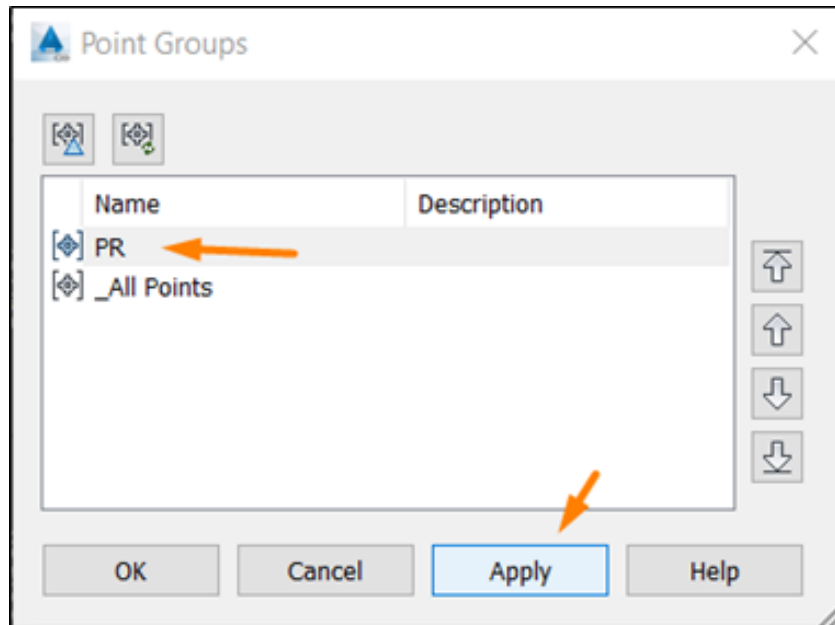 Point Groups
Name Description
PR
_All Points
OK Cancel Apply Help